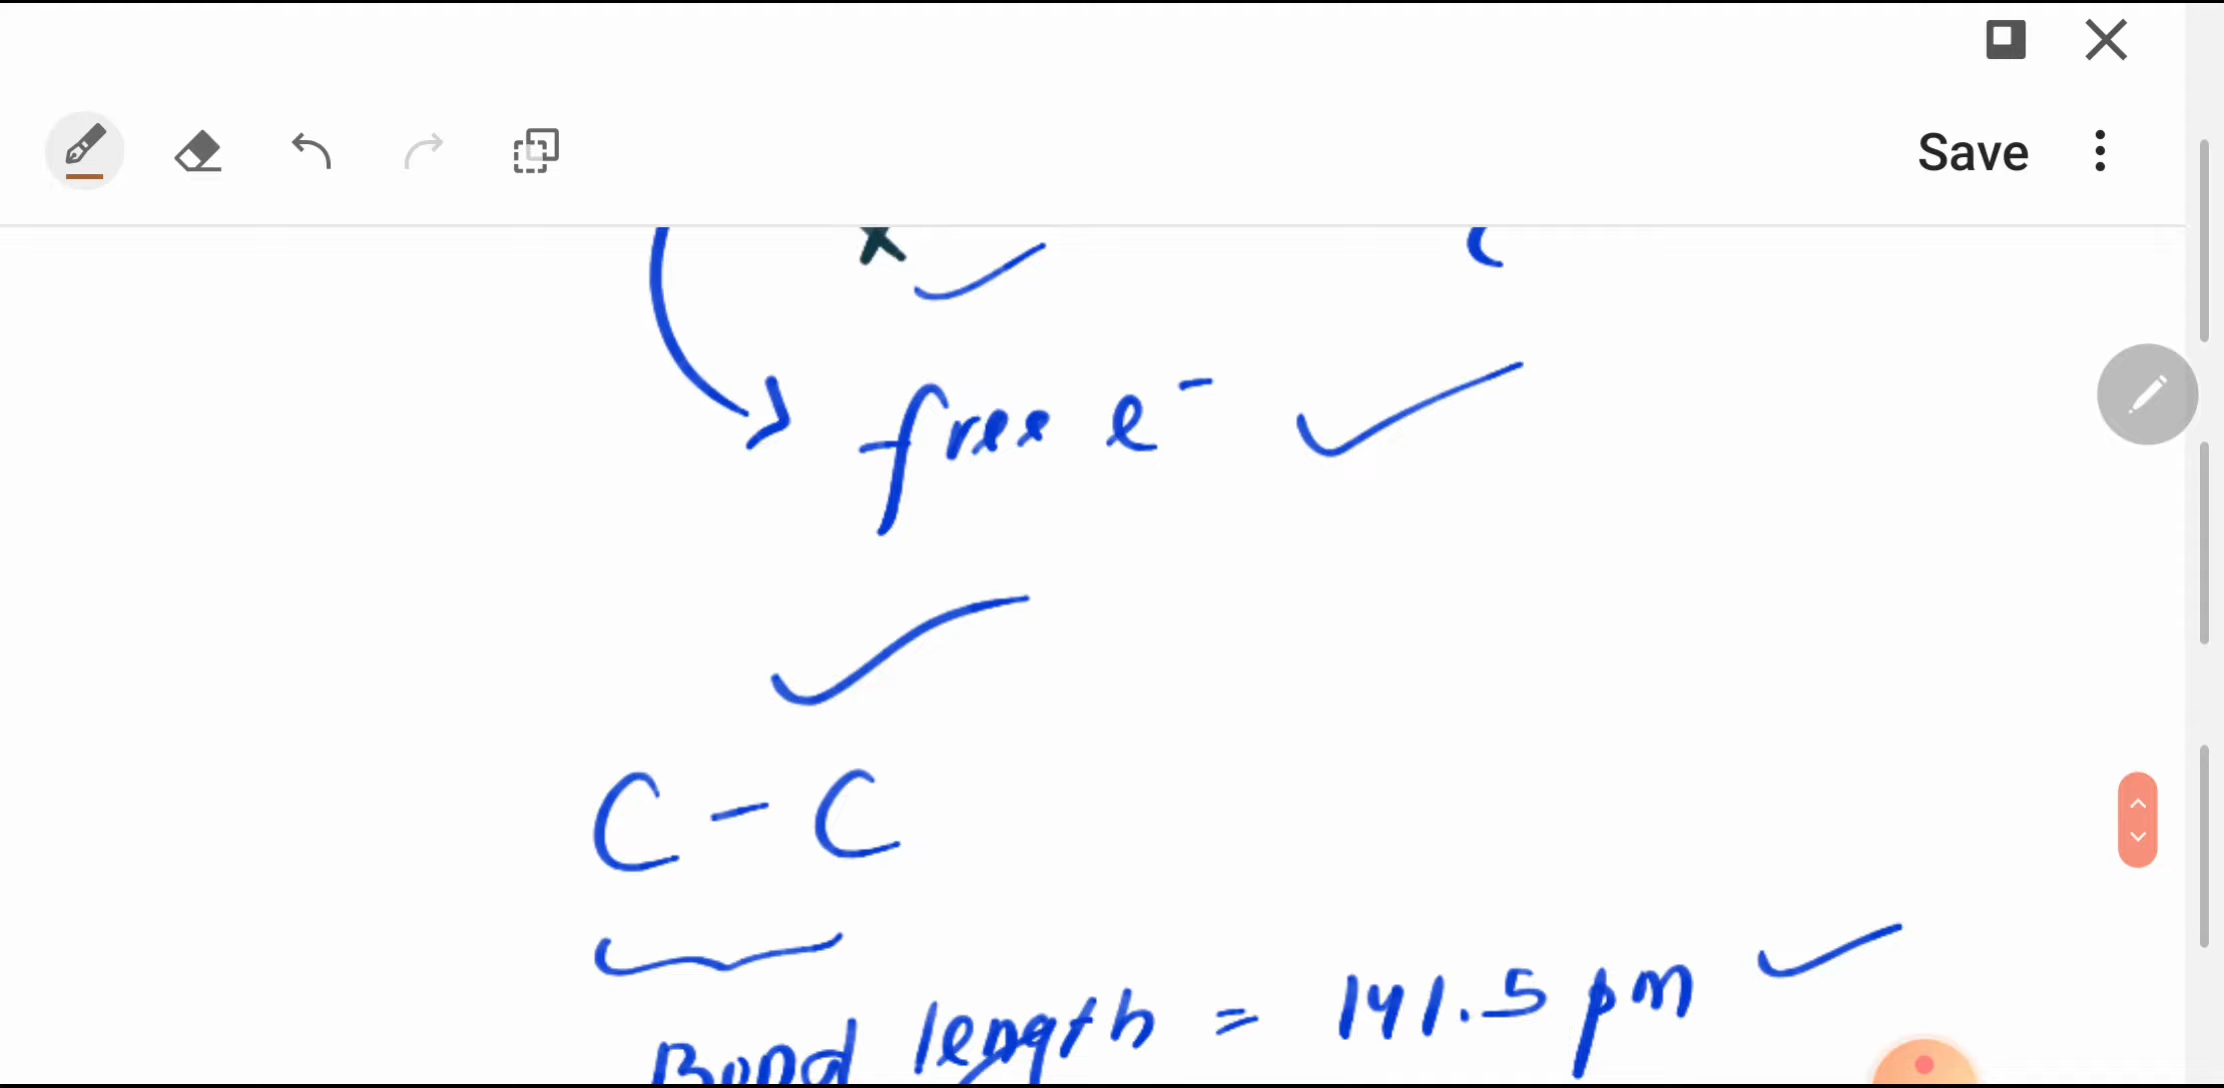 Save
free e⁻
C - C
Bond length = 141.5 pm